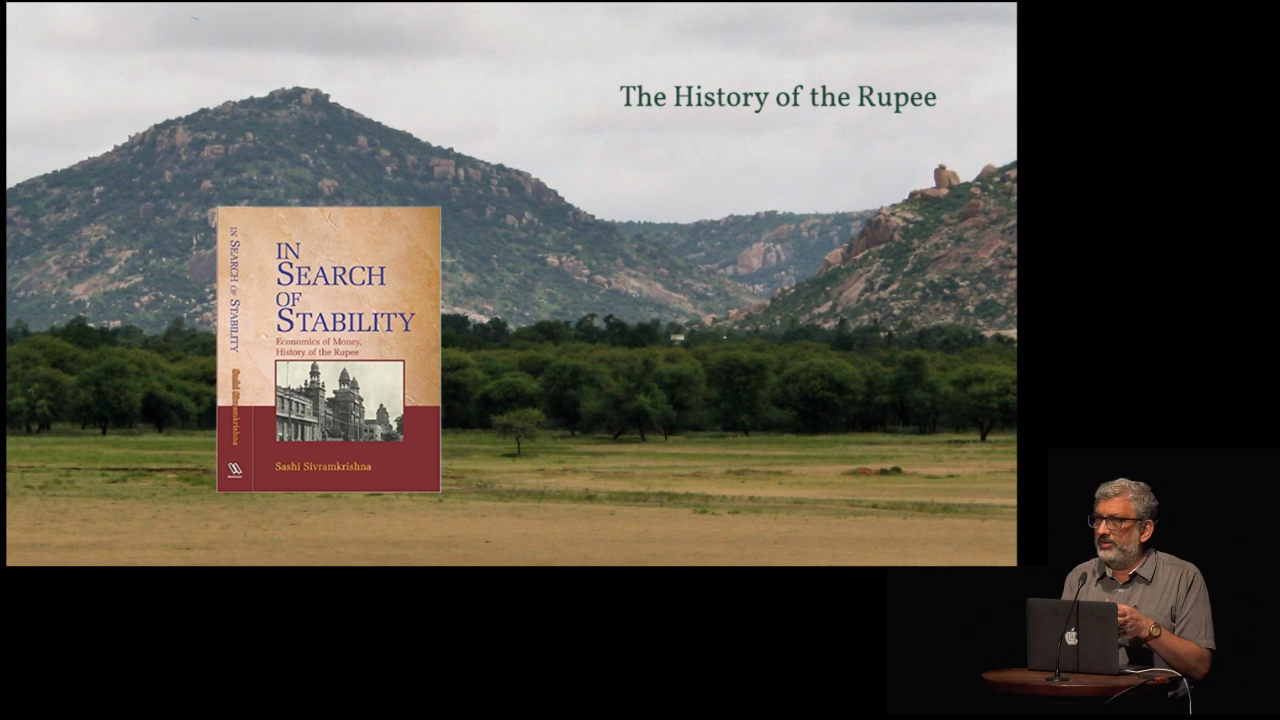 The History of the Rupee
IN SEARCH OF STABILITY
Sashi Sivramkrishna
IN
SEARCH
OF
STABILITY
Economics of Money,
History of the Rupee
Sashi Sivramkrishna